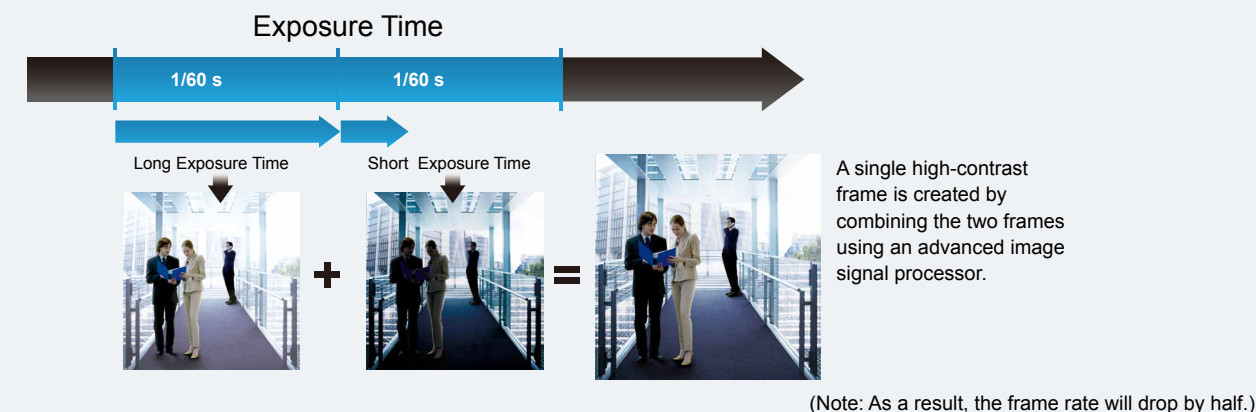 Exposure Time
1/60 s
1/60 s
Long Exposure Time
Short Exposure Time
A single high-contrast
frame is created by
combining the two frames
using an advanced image
signal processor.
(Note: As a result, the frame rate will drop by half.)